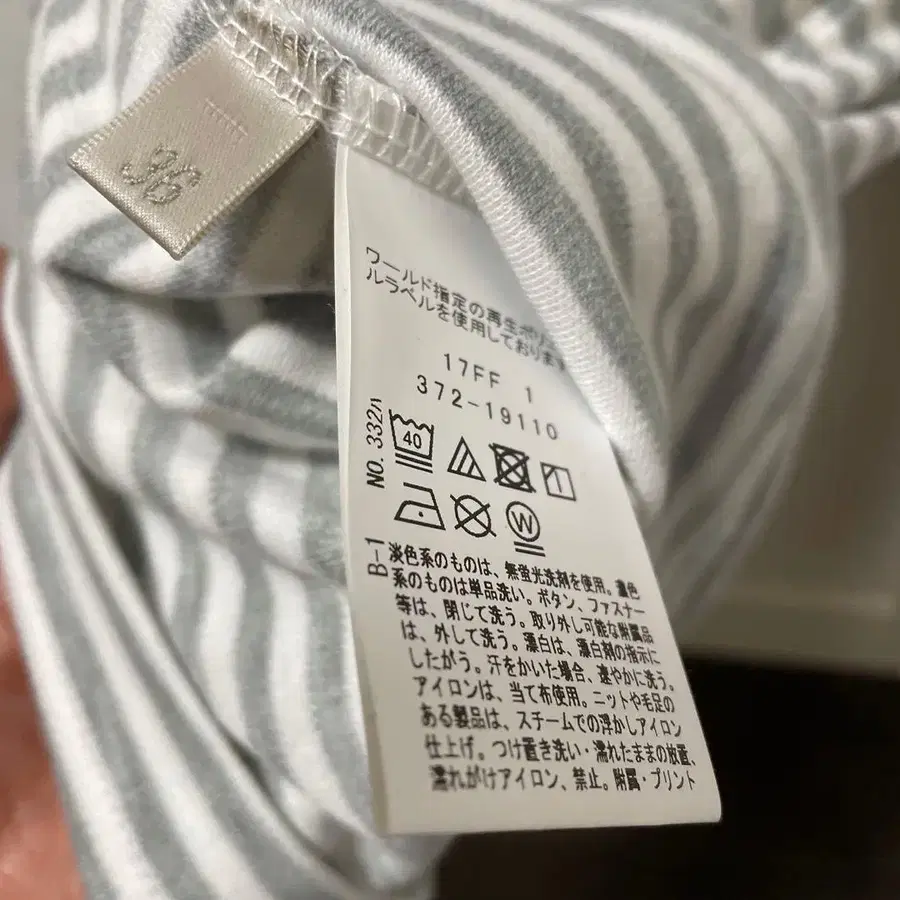 36
ワールド指定の再生ポリ
ルラベルを使用しております
17FF 1
372-19110
NO. 332ﾊ
40
W
B-1
淡色系のものは、無蛍光洗剤を使用。濃色
系のものは単品洗い。ボタン、ファスナー
等は、閉じて洗う。取り外し可能な附属品
は、外して洗う。漂白は、漂白剤の指示に
したがう。汗をかいた場合、速やかに洗う。
アイロンは、当て布使用。ニットや毛足の
ある製品は、スチームでの浮かしアイロン
仕上げ。つけ置き洗い・濡れたままの放置、
濡れがけアイロン、禁止。附属・プリント